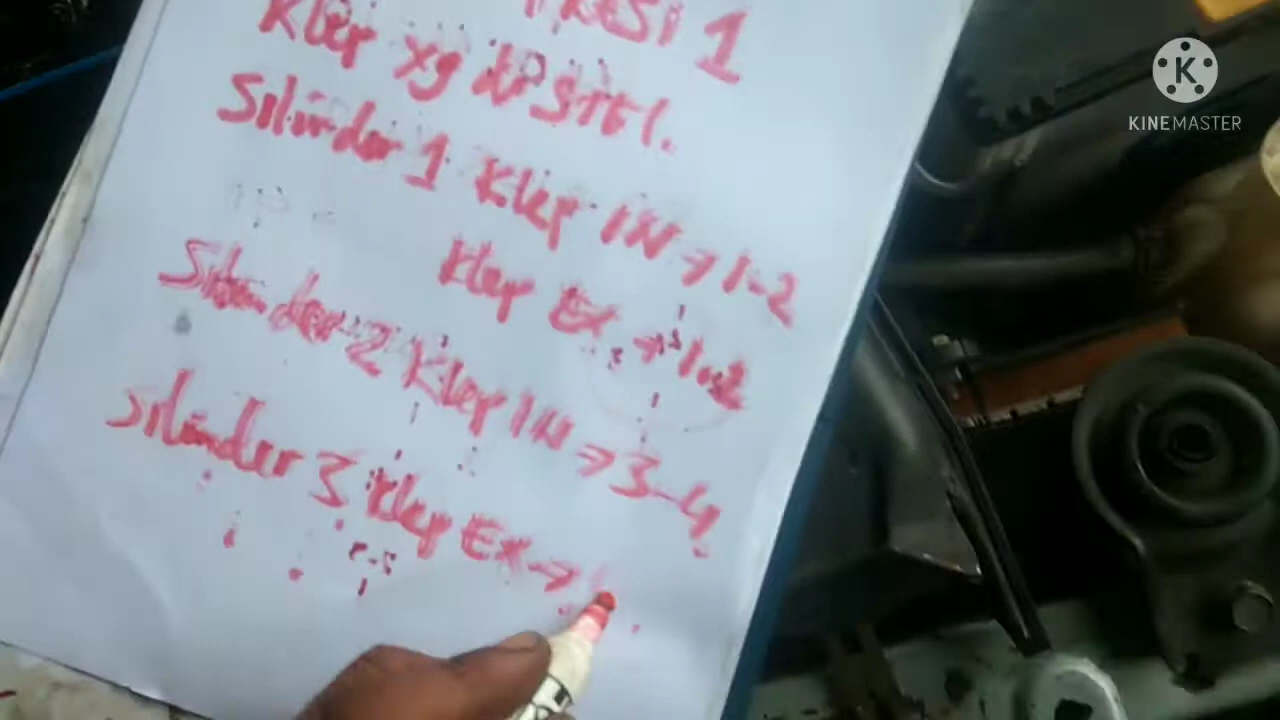 1
Klep yg di Stel.
Silinder 1 Klep IN → 1-2
Klep EX → 1-2
Silinder 2 Klep IN → 3-4
Silinder 3 Klep EX →
K
KINEMASTER